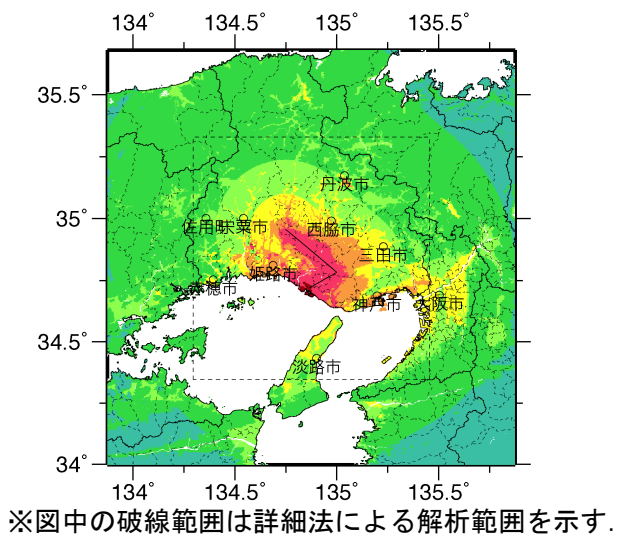 134° 134.5° 135° 135.5°
35.5°
丹波市
35°
佐用町 宍粟市 西脇市
三田市
姫路市
赤穂市 神戸市 大阪市
34.5°
淡路市
34°
134° 134.5° 135° 135.5°
※図中の破線範囲は詳細法による解析範囲を示す.